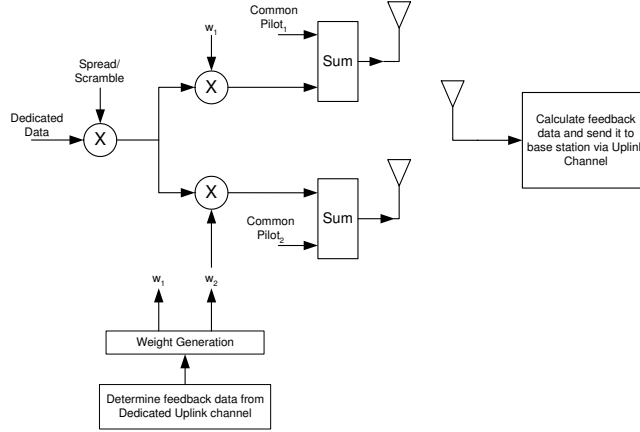 w1
Common
Pilot1
Sum
Spread/
Scramble
X
Dedicated
Data
X
Calculate feedback
data and send it to
base station via Uplink
Channel
X
Sum
Common
Pilot2
w1
w2
Weight Generation
Determine feedback data from
Dedicated Uplink channel